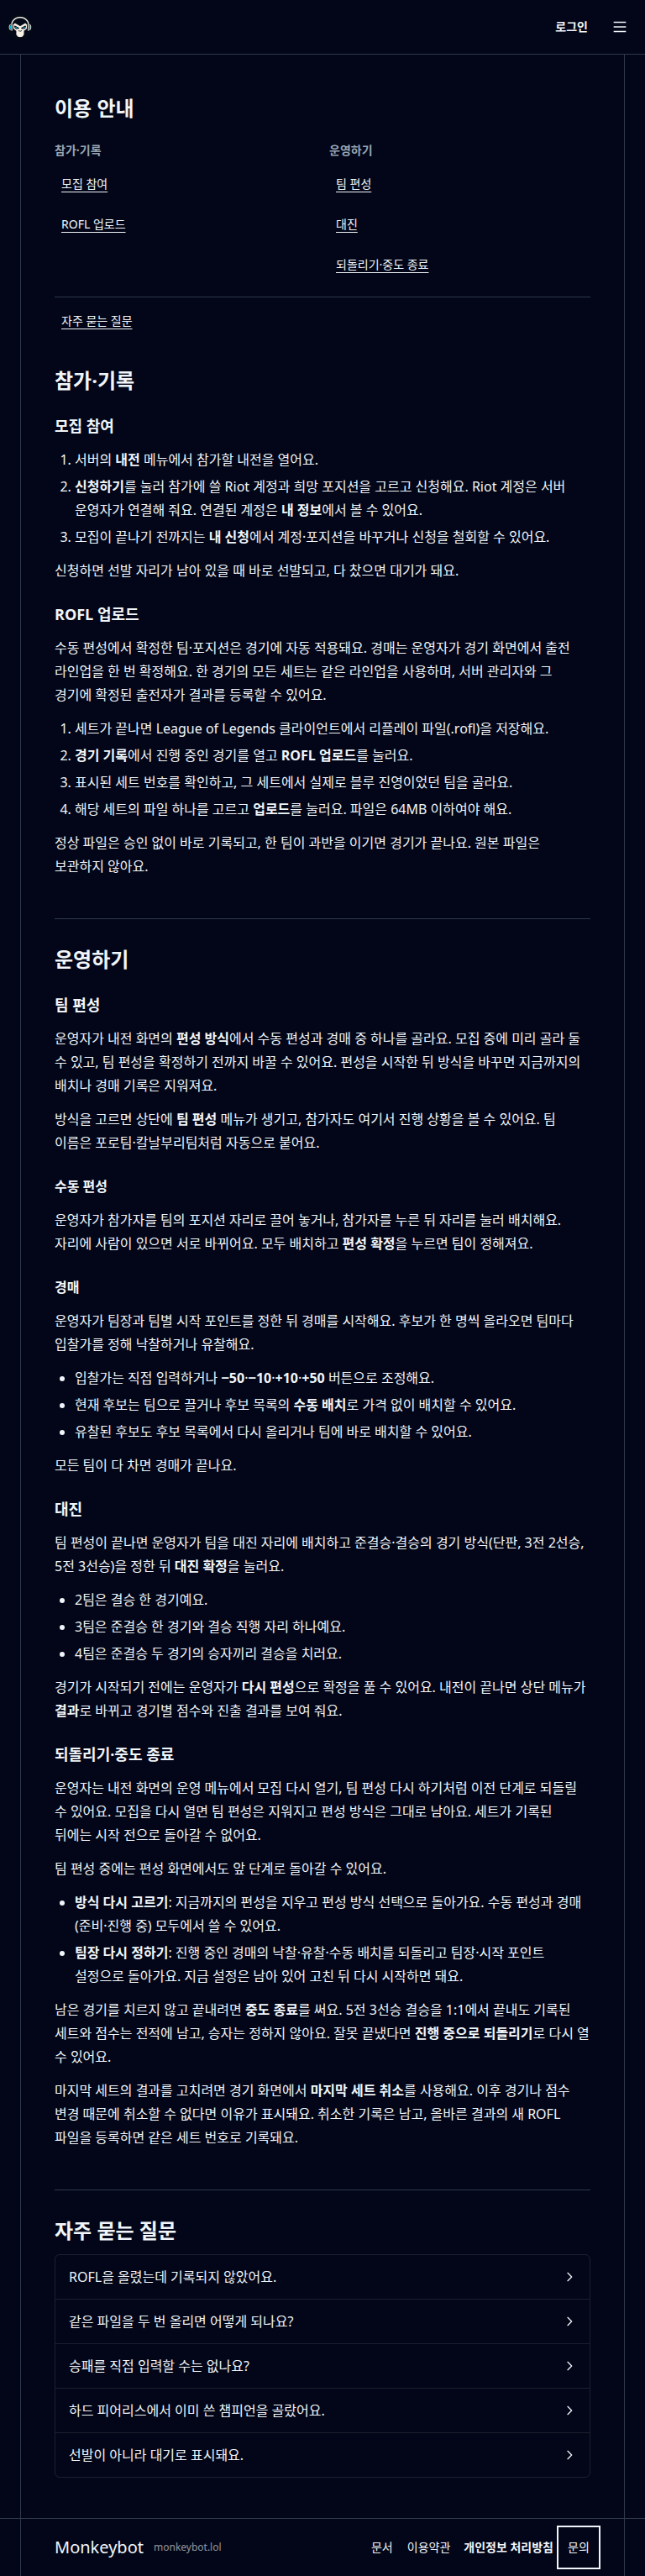 로그인
이용 안내
참가·기록
운영하기
모집 참여
팀 편성
ROFL 업로드
대진
되돌리기·중도 종료
자주 묻는 질문
참가·기록
모집 참여
1. 서버의 내전 메뉴에서 참가할 내전을 열어요.
2. 신청하기를 눌러 참가에 쓸 Riot 계정과 희망 포지션을 고르고 신청해요. Riot 계정은 서버
운영자가 연결해 줘요. 연결된 계정은 내 정보에서 볼 수 있어요.
3. 모집이 끝나기 전까지는 내 신청에서 계정·포지션을 바꾸거나 신청을 철회할 수 있어요.
신청하면 선발 자리가 남아 있을 때 바로 선발되고, 다 찼으면 대기가 돼요.
ROFL 업로드
수동 편성에서 확정한 팀·포지션은 경기에 자동 적용돼요. 경매는 운영자가 경기 화면에서 출전
라인업을 한 번 확정해요. 한 경기의 모든 세트는 같은 라인업을 사용하며, 서버 관리자와 그
경기에 확정된 출전자가 결과를 등록할 수 있어요.
1. 세트가 끝나면 League of Legends 클라이언트에서 리플레이 파일(.rofl)을 저장해요.
2. 경기 기록에서 진행 중인 경기를 열고 ROFL 업로드를 눌러요.
3. 표시된 세트 번호를 확인하고, 그 세트에서 실제로 블루 진영이었던 팀을 골라요.
4. 해당 세트의 파일 하나를 고르고 업로드를 눌러요. 파일은 64MB 이하여야 해요.
정상 파일은 승인 없이 바로 기록되고, 한 팀이 과반을 이기면 경기가 끝나요. 원본 파일은
보관하지 않아요.
운영하기
팀 편성
운영자가 내전 화면의 편성 방식에서 수동 편성과 경매 중 하나를 골라요. 모집 중에 미리 골라 둘
수 있고, 팀 편성을 확정하기 전까지 바꿀 수 있어요. 편성을 시작한 뒤 방식을 바꾸면 지금까지의
배치나 경매 기록은 지워져요.
방식을 고르면 상단에 팀 편성 메뉴가 생기고, 참가자도 여기서 진행 상황을 볼 수 있어요. 팀
이름은 포로팀·칼날부리팀처럼 자동으로 붙어요.
수동 편성
운영자가 참가자를 팀의 포지션 자리로 끌어 놓거나, 참가자를 누른 뒤 자리를 눌러 배치해요.
자리에 사람이 있으면 서로 바뀌어요. 모두 배치하고 편성 확정을 누르면 팀이 정해져요.
경매
운영자가 팀장과 팀별 시작 포인트를 정한 뒤 경매를 시작해요. 후보가 한 명씩 올라오면 팀마다
입찰가를 정해 낙찰하거나 유찰해요.
• 입찰가는 직접 입력하거나 −50·−10·+10·+50 버튼으로 조정해요.
• 현재 후보는 팀으로 끌거나 후보 목록의 수동 배치로 가격 없이 배치할 수 있어요.
• 유찰된 후보도 후보 목록에서 다시 올리거나 팀에 바로 배치할 수 있어요.
모든 팀이 다 차면 경매가 끝나요.
대진
팀 편성이 끝나면 운영자가 팀을 대진 자리에 배치하고 준결승·결승의 경기 방식(단판, 3전 2선승,
5전 3선승)을 정한 뒤 대진 확정을 눌러요.
• 2팀은 결승 한 경기예요.
• 3팀은 준결승 한 경기와 결승 직행 자리 하나예요.
• 4팀은 준결승 두 경기의 승자끼리 결승을 치러요.
경기가 시작되기 전에는 운영자가 다시 편성으로 확정을 풀 수 있어요. 내전이 끝나면 상단 메뉴가
결과로 바뀌고 경기별 점수와 진출 결과를 보여 줘요.
되돌리기·중도 종료
운영자는 내전 화면의 운영 메뉴에서 모집 다시 열기, 팀 편성 다시 하기처럼 이전 단계로 되돌릴
수 있어요. 모집을 다시 열면 팀 편성은 지워지고 편성 방식은 그대로 남아요. 세트가 기록된
뒤에는 시작 전으로 돌아갈 수 없어요.
팀 편성 중에는 편성 화면에서도 앞 단계로 돌아갈 수 있어요.
• 방식 다시 고르기: 지금까지의 편성을 지우고 편성 방식 선택으로 돌아가요. 수동 편성과 경매
(준비·진행 중) 모두에서 쓸 수 있어요.
• 팀장 다시 정하기: 진행 중인 경매의 낙찰·유찰·수동 배치를 되돌리고 팀장·시작 포인트
설정으로 돌아가요. 지금 설정은 남아 있어 고친 뒤 다시 시작하면 돼요.
남은 경기를 치르지 않고 끝내려면 중도 종료를 써요. 5전 3선승 결승을 1:1에서 끝내도 기록된
세트와 점수는 전적에 남고, 승자는 정하지 않아요. 잘못 끝냈다면 진행 중으로 되돌리기로 다시 열
수 있어요.
마지막 세트의 결과를 고치려면 경기 화면에서 마지막 세트 취소를 사용해요. 이후 경기나 점수
변경 때문에 취소할 수 없다면 이유가 표시돼요. 취소한 기록은 남고, 올바른 결과의 새 ROFL
파일을 등록하면 같은 세트 번호로 기록돼요.
자주 묻는 질문
ROFL을 올렸는데 기록되지 않았어요.
같은 파일을 두 번 올리면 어떻게 되나요?
승패를 직접 입력할 수는 없나요?
하드 피어리스에서 이미 쓴 챔피언을 골랐어요.
선발이 아니라 대기로 표시돼요.
Monkeybot monkeybot.lol 문서 이용약관 개인정보 처리방침 문의